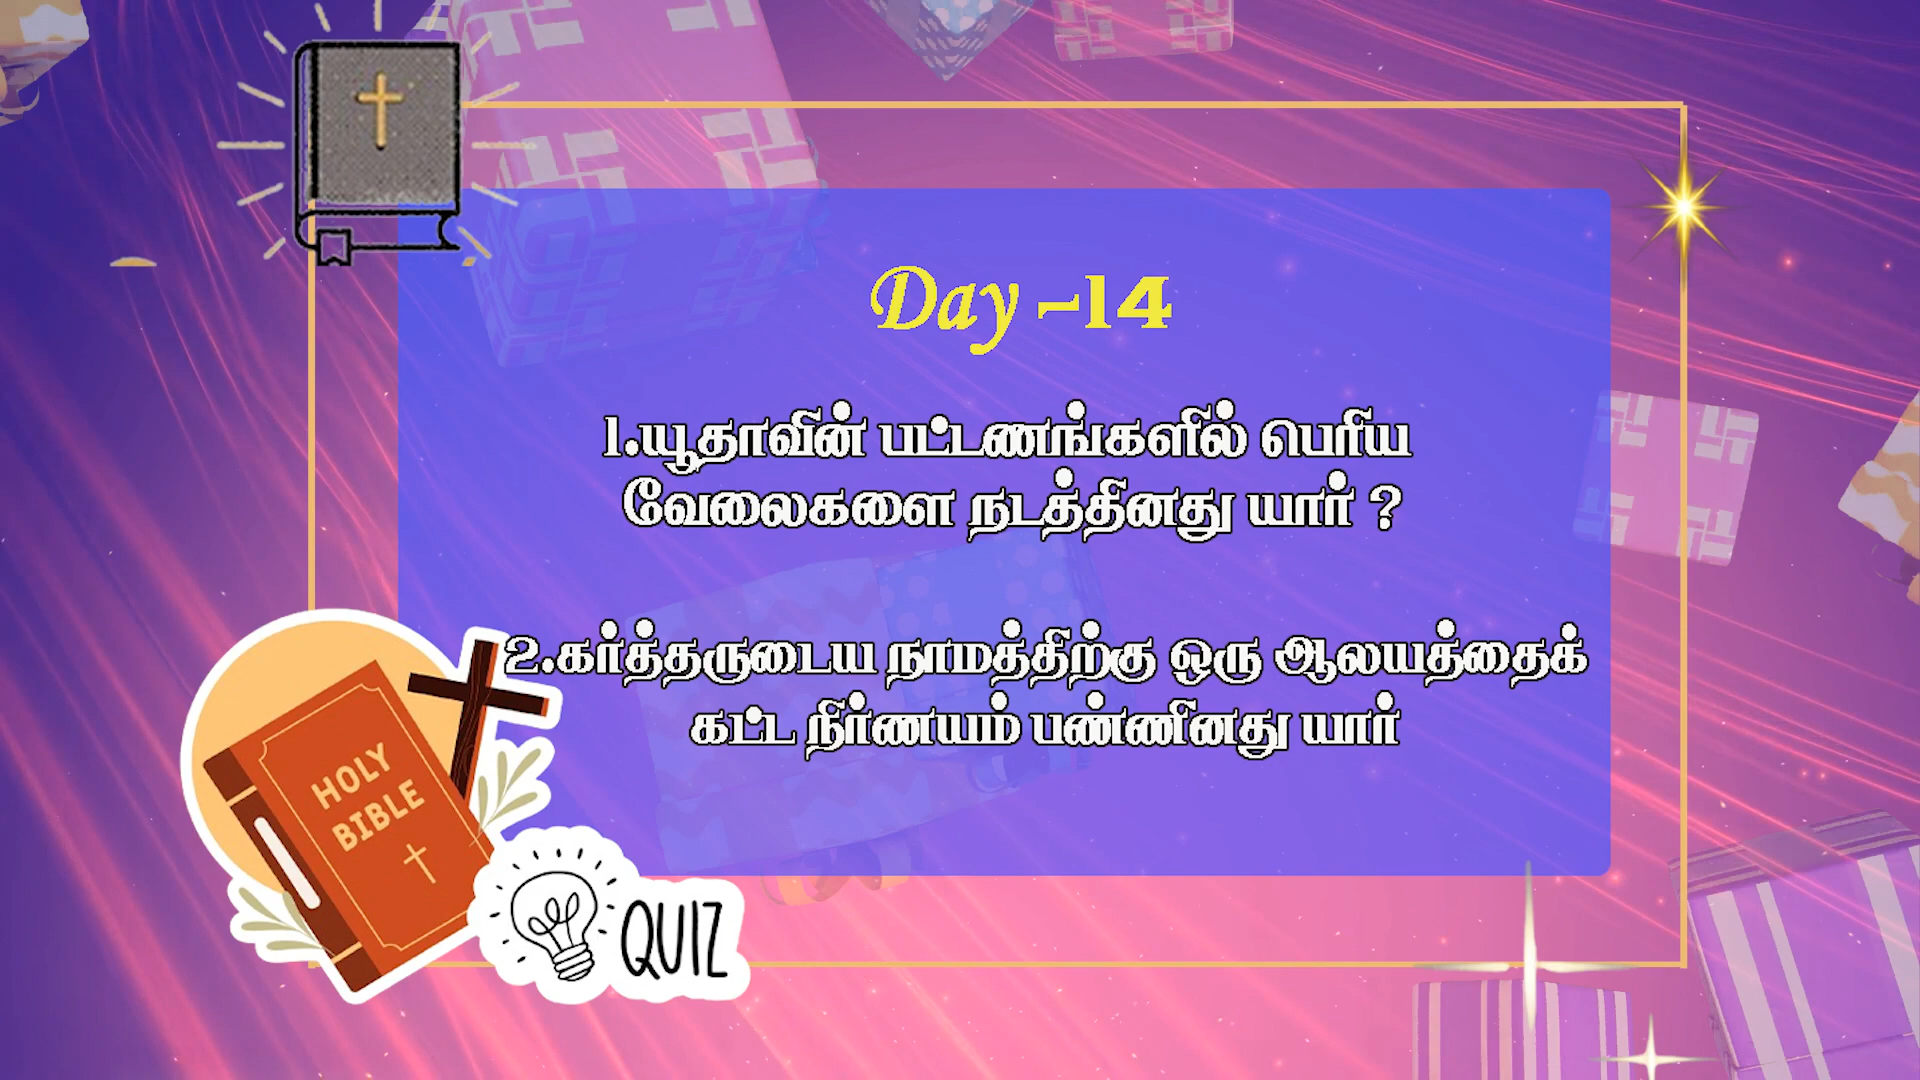 Day -14
1.யூதாவின் பட்டணங்களில் பெரிய
வேலைகளை நடத்தினது யார் ?
2.கர்த்தருடைய நாமத்திற்கு ஒரு ஆலயத்தைக்
கட்ட நிர்ணயம் பண்ணினது யார்
HOLY
BIBLE
QUIZ